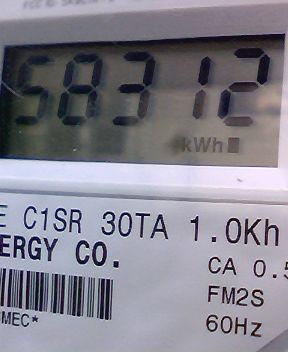 58312
kWh
E C1SR 30TA 1.0Kh
ERGY CO.
CA 0.5
FM2S
MEC*
60Hz